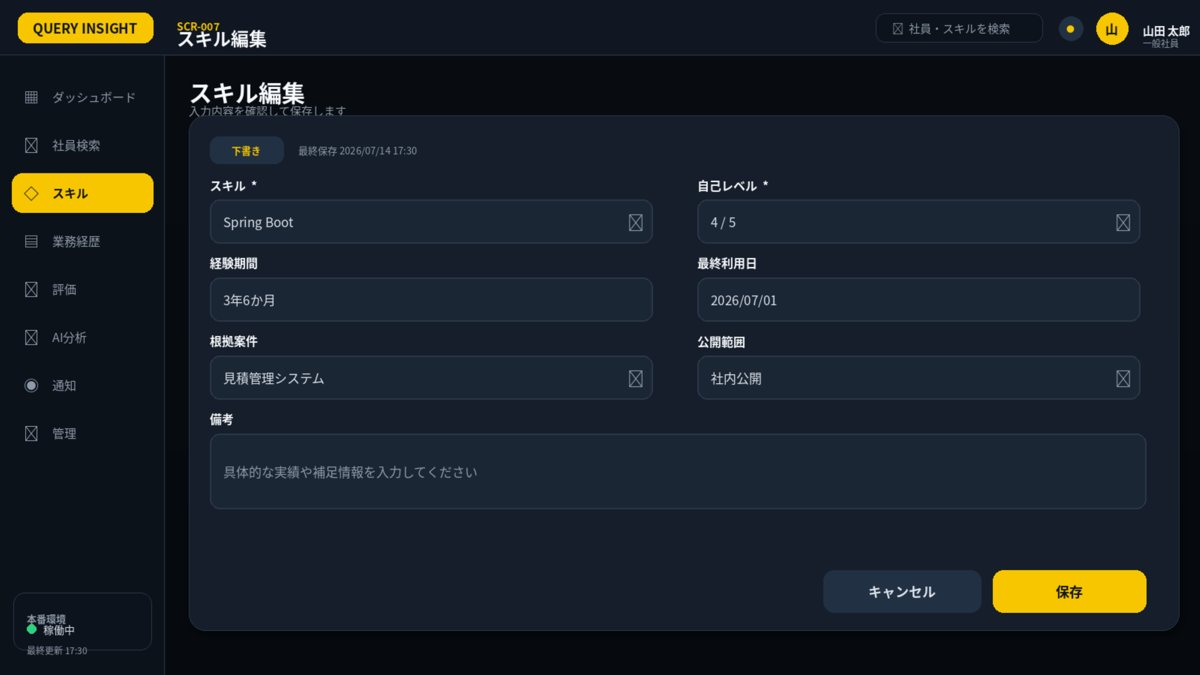 QUERY INSIGHT
SCR-007
スキル編集
社員・スキルを検索
山
山田 太郎
一般社員
ダッシュボード
社員検索
スキル
業務経歴
評価
AI分析
通知
管理
本番環境
稼働中
最終更新 17:30
スキル編集
入力内容を確認して保存します
下書き
最終保存 2026/07/14 17:30
スキル *
自己レベル *
Spring Boot
4 / 5
経験期間
最終利用日
3年6か月
2026/07/01
根拠案件
公開範囲
見積管理システム
社内公開
備考
具体的な実績や補足情報を入力してください
キャンセル
保存